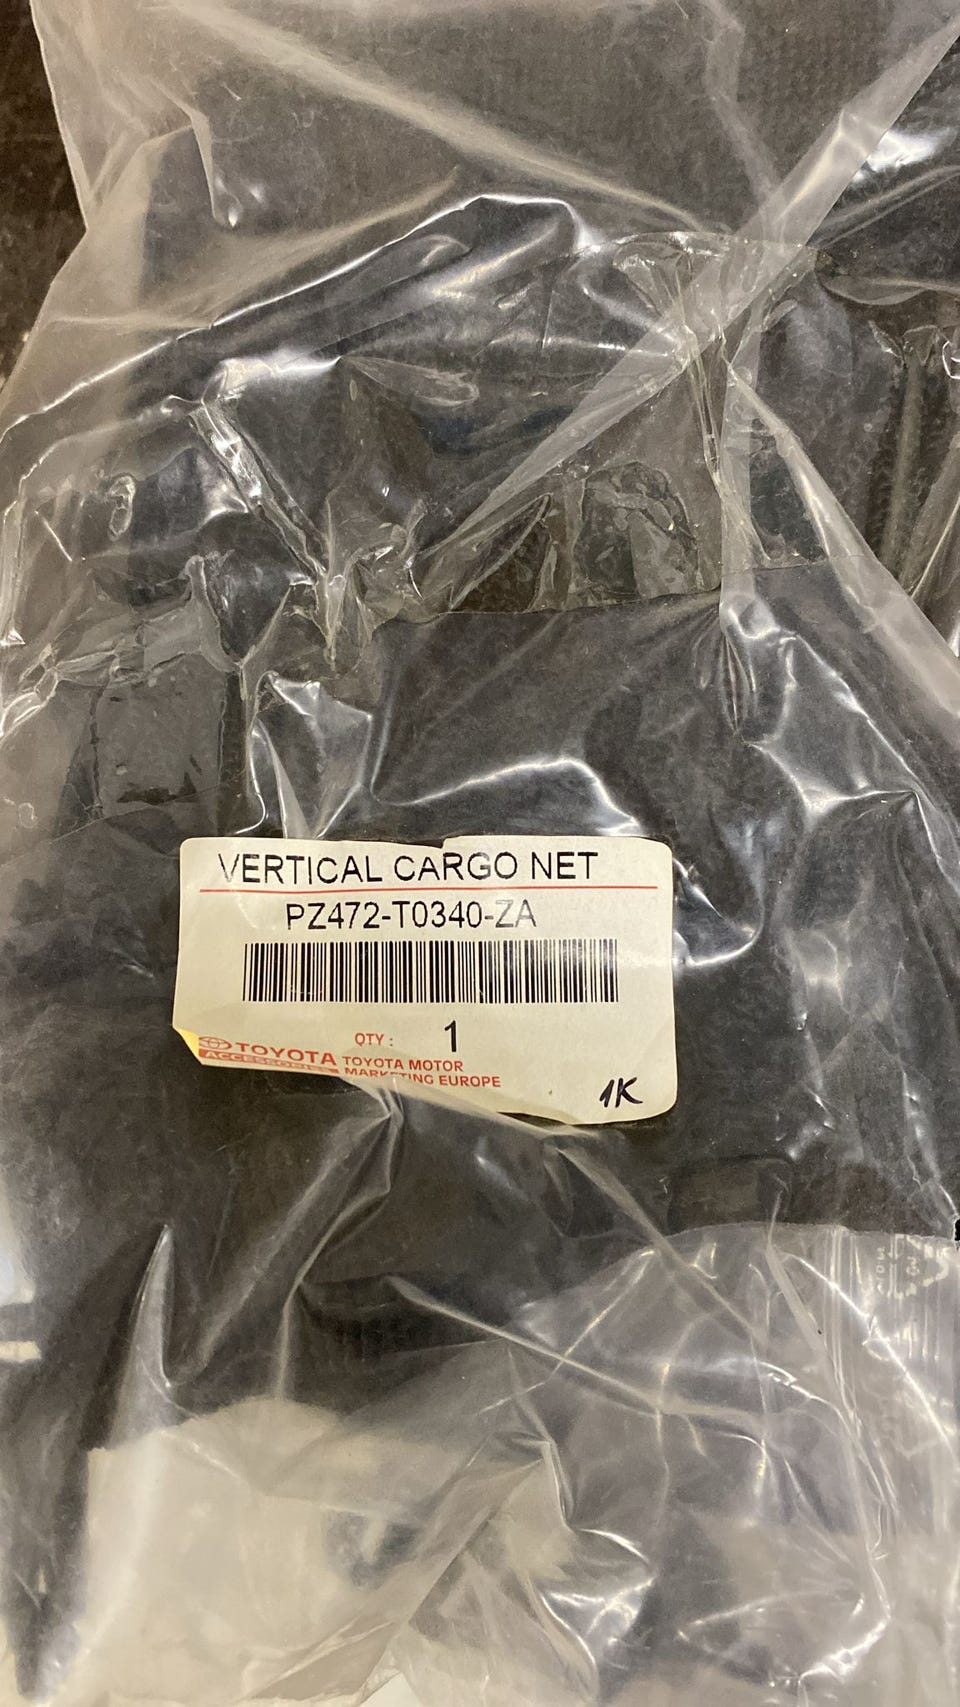 VERTICAL CARGO NET
PZ472-T0340-ZA
QTY : 1
TOYOTA
ACCESSORIES
TOYOTA MOTOR
MARKETING EUROPE
1K